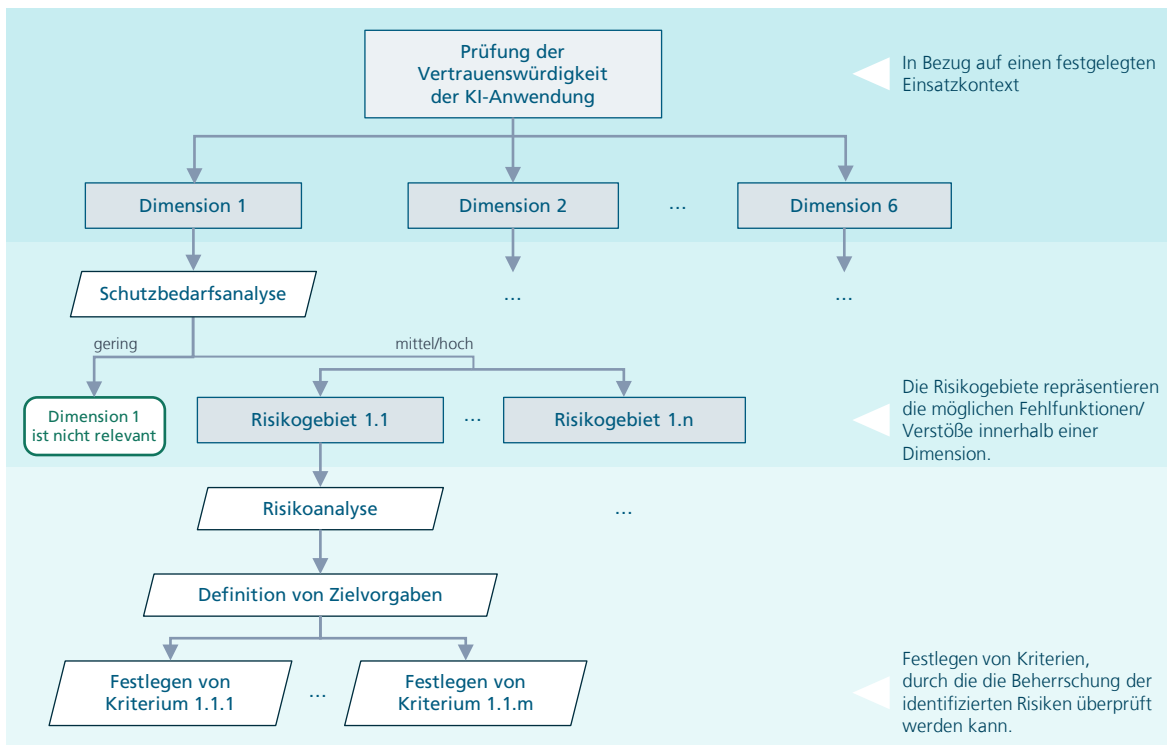 Prüfung der
Vertrauenswürdigkeit
der KI-Anwendung
In Bezug auf einen festgelegten
Einsatzkontext
Dimension 1
Dimension 2
...
Dimension 6
Schutzbedarfsanalyse
...
...
gering
mittel/hoch
Dimension 1
ist nicht relevant
Risikogebiet 1.1
...
Risikogebiet 1.n
Die Risikogebiete repräsentieren
die möglichen Fehlfunktionen/
Verstöße innerhalb einer
Dimension.
Risikoanalyse
...
Definition von Zielvorgaben
Festlegen von
Kriterium 1.1.1
...
Festlegen von
Kriterium 1.1.m
Festlegen von Kriterien,
durch die die Beherrschung der
identifizierten Risiken überprüft
werden kann.